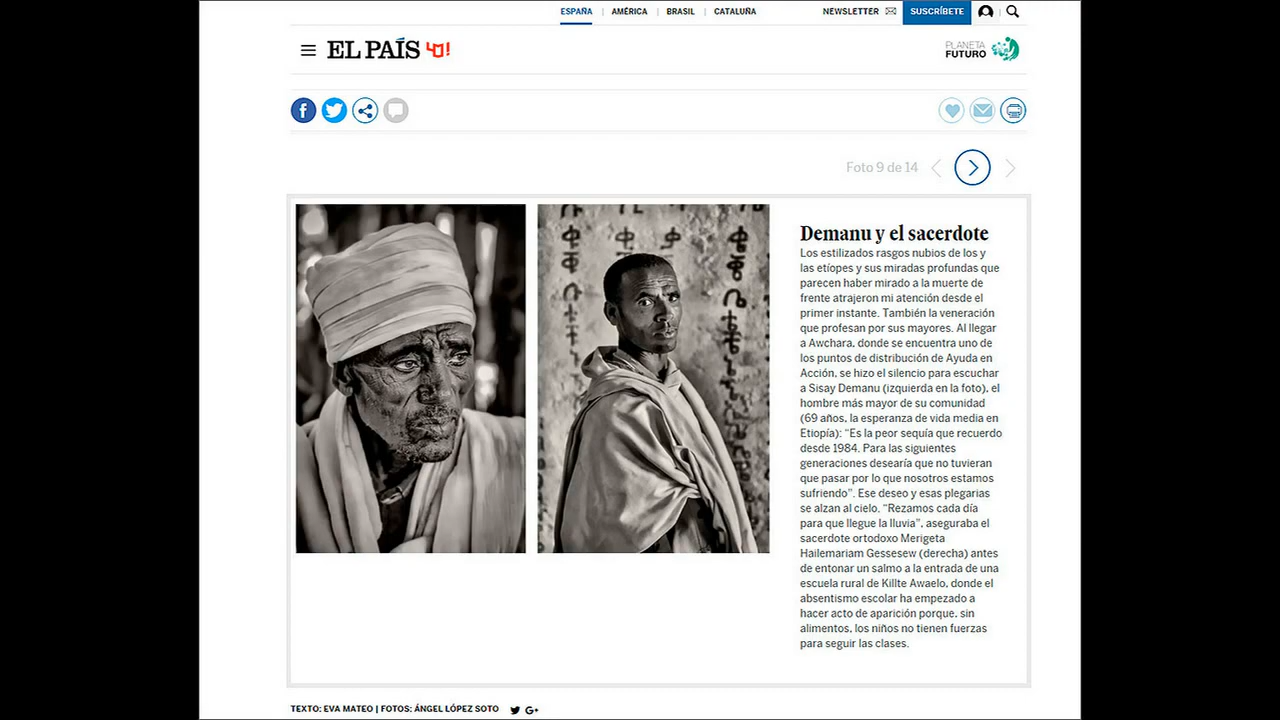 ESPAÑA | AMÉRICA | BRASIL | CATALUÑA NEWSLETTER SUSCRÍBETE
EL PAÍS 40! PLANETA
FUTURO
Foto 9 de 14
Demanu y el sacerdote
Los estilizados rasgos nubios de los y
las etíopes y sus miradas profundas que
parecen haber mirado a la muerte de
frente atrajeron mi atención desde el
primer instante. También la veneración
que profesan por sus mayores. Al llegar
a Awchara, donde se encuentra uno de
los puntos de distribución de Ayuda en
Acción, se hizo el silencio para escuchar
a Sisay Demanu (izquierda en la foto), el
hombre más mayor de su comunidad
(69 años, la esperanza de vida media en
Etiopía): “Es la peor sequía que recuerdo
desde 1984. Para las siguientes
generaciones desearía que no tuvieran
que pasar por lo que nosotros estamos
sufriendo”. Ese deseo y esas plegarias
se alzan al cielo. “Rezamos cada día
para que llegue la lluvia”, aseguraba el
sacerdote ortodoxo Merigeta
Hailemariam Gessesew (derecha) antes
de entonar un salmo a la entrada de una
escuela rural de Killte Awaelo, donde el
absentismo escolar ha empezado a
hacer acto de aparición porque, sin
alimentos, los niños no tienen fuerzas
para seguir las clases.
TEXTO: EVA MATEO | FOTOS: ÁNGEL LÓPEZ SOTO G+